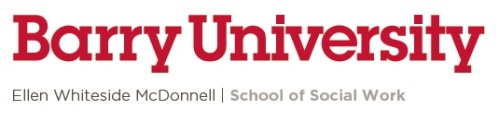 Barry University
Ellen Whiteside McDonnell | School of Social Work